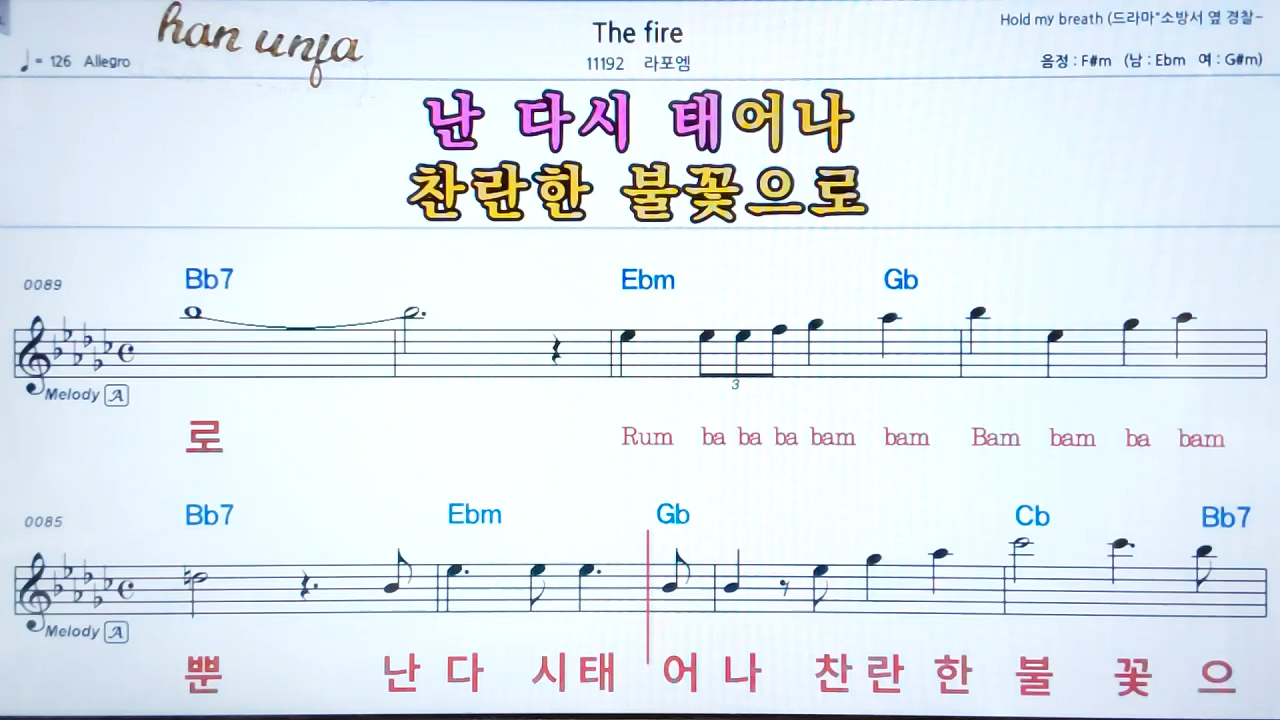 han unfa
The fire
Hold my breath (드라마"소방서 옆 경찰~
♩= 126 Allegro
11192 라포엠
음정 : F#m (남 : Ebm 여 : G#m)
난 다시 태어나
찬란한 불꽃으로
0089 Bb7 Ebm Gb
3
Melody A
로 Rum ba ba ba bam bam Bam bam ba bam
0085 Bb7 Ebm Gb Cb Bb7
Melody A
뿐 난 다 시 태 어 나 찬 란 한 불 꽃 으